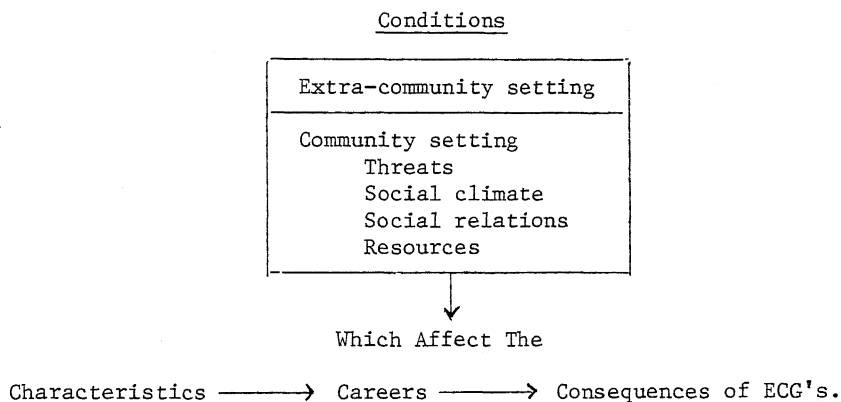 Conditions
Extra-community setting
Community setting
Threats
Social climate
Social relations
Resources
Which Affect The
Characteristics ⟶ Careers ⟶ Consequences of ECG's.